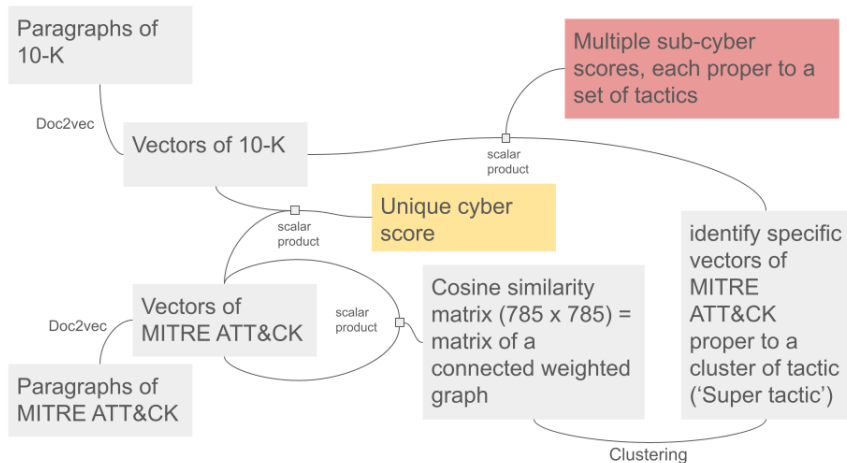 Paragraphs of
10-K
Multiple sub-cyber
scores, each proper to a
set of tactics
Doc2vec
Vectors of 10-K
scalar
product
Unique cyber
score
scalar
product
identify specific
vectors of
MITRE
ATT&CK
proper to a
cluster of tactic
(‘Super tactic’)
Vectors of
MITRE ATT&CK
scalar
product
Cosine similarity
matrix (785 x 785) =
matrix of a
connected weighted
graph
Doc2vec
Paragraphs of
MITRE ATT&CK
Clustering